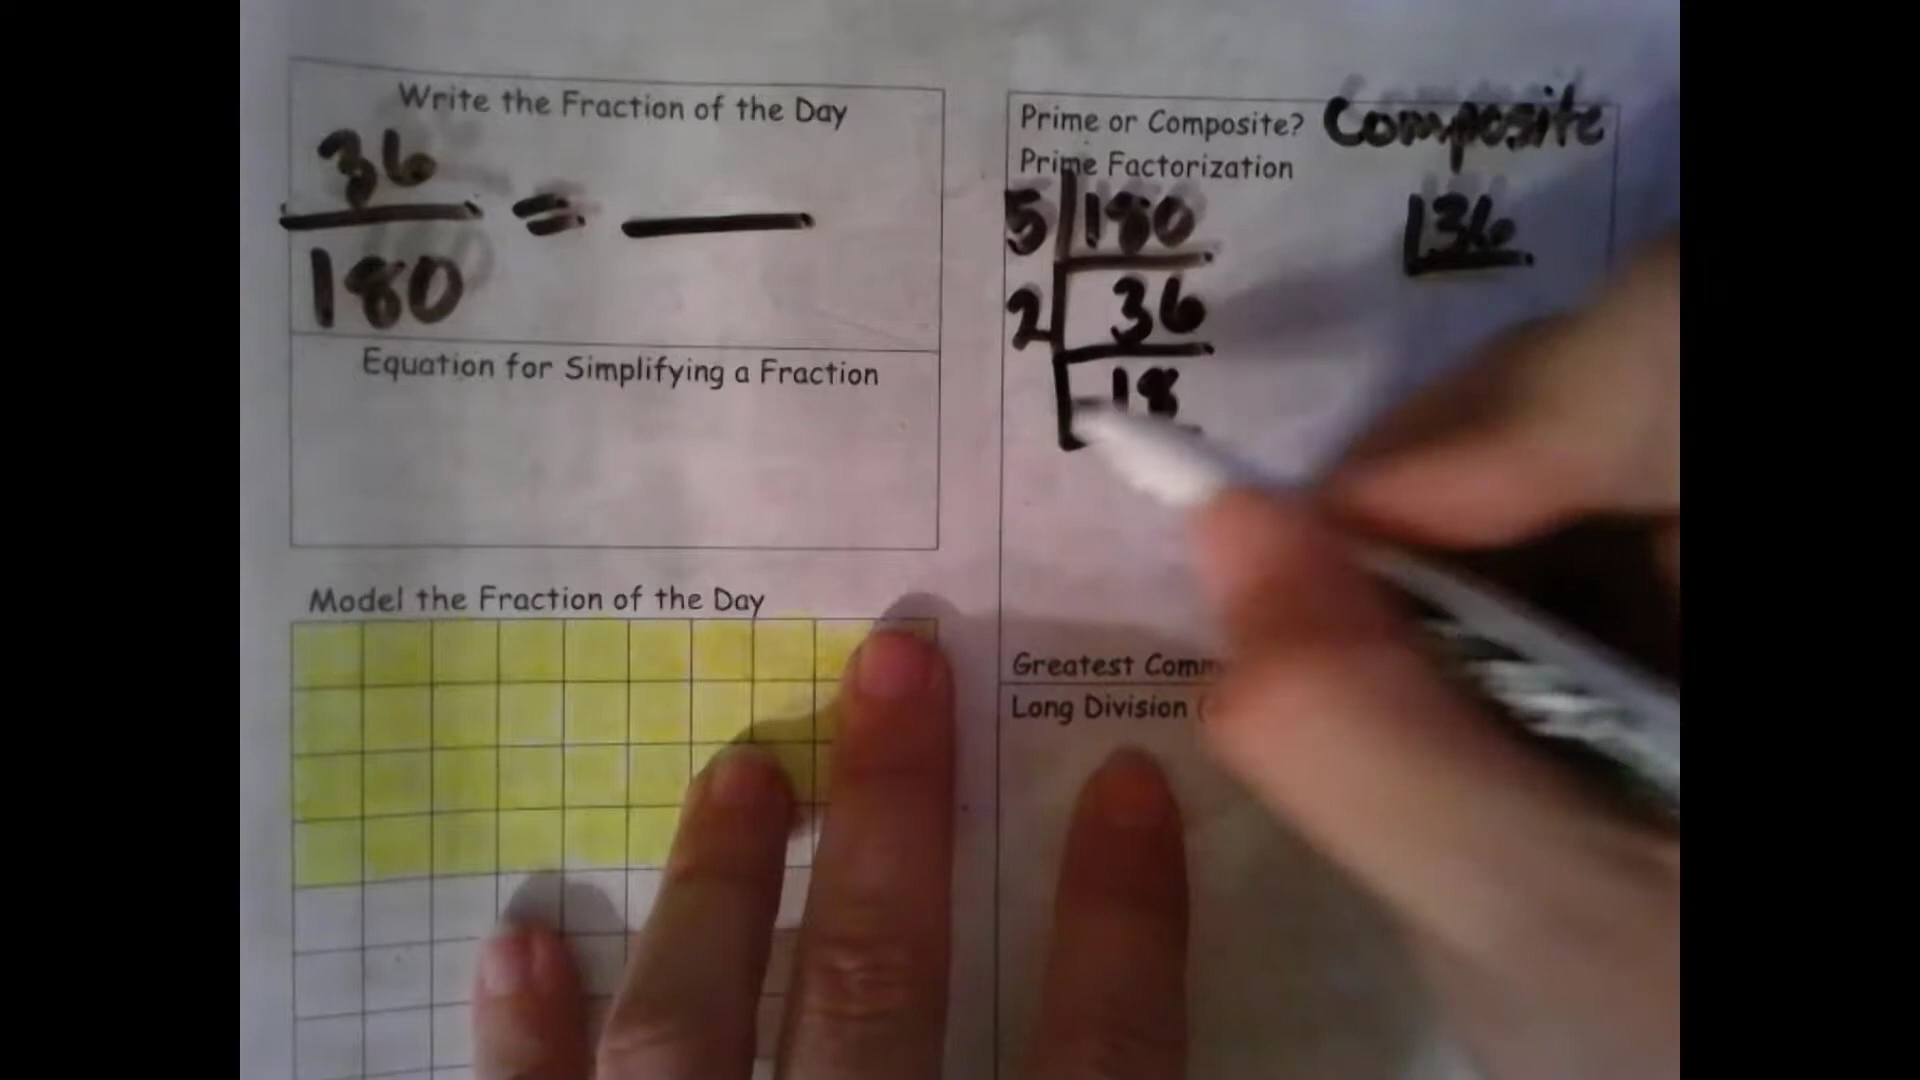 Write the Fraction of the Day
36
180
=
Equation for Simplifying a Fraction
Model the Fraction of the Day
Prime or Composite? Composite
Prime Factorization
5 180
2 36
18
36
Greatest
Long Division